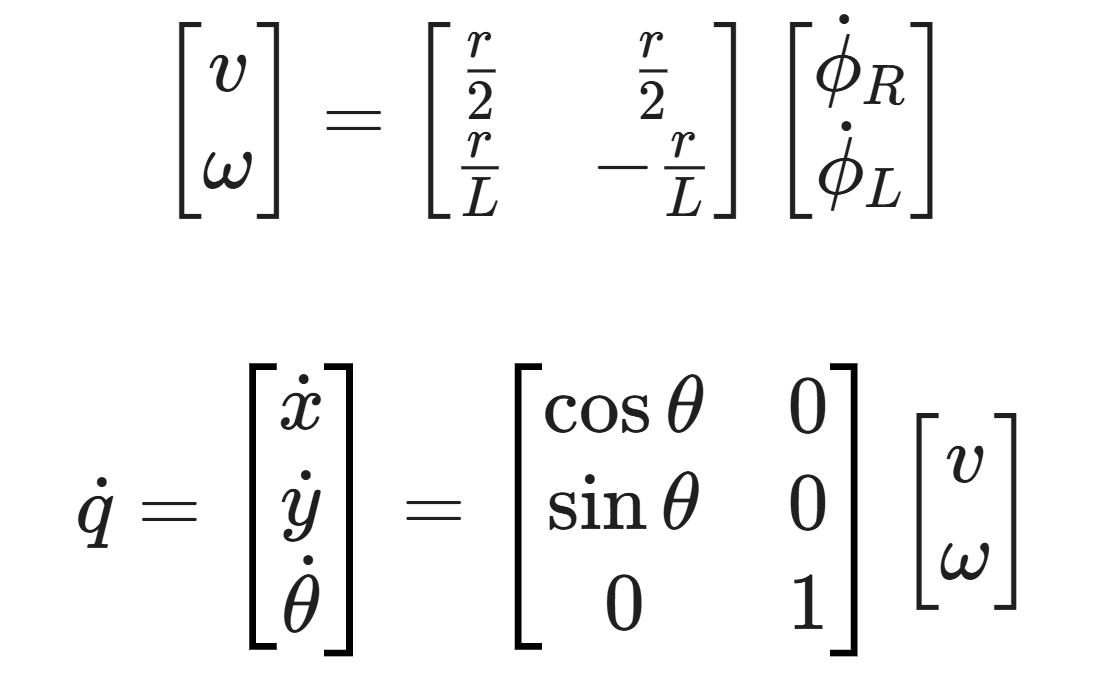 [v ω] = [r/2 r/2; r/L −r/L] [φ̇_R φ̇_L]
q̇ = [ẋ ẏ θ̇] = [cos θ 0; sin θ 0; 0 1] [v ω]